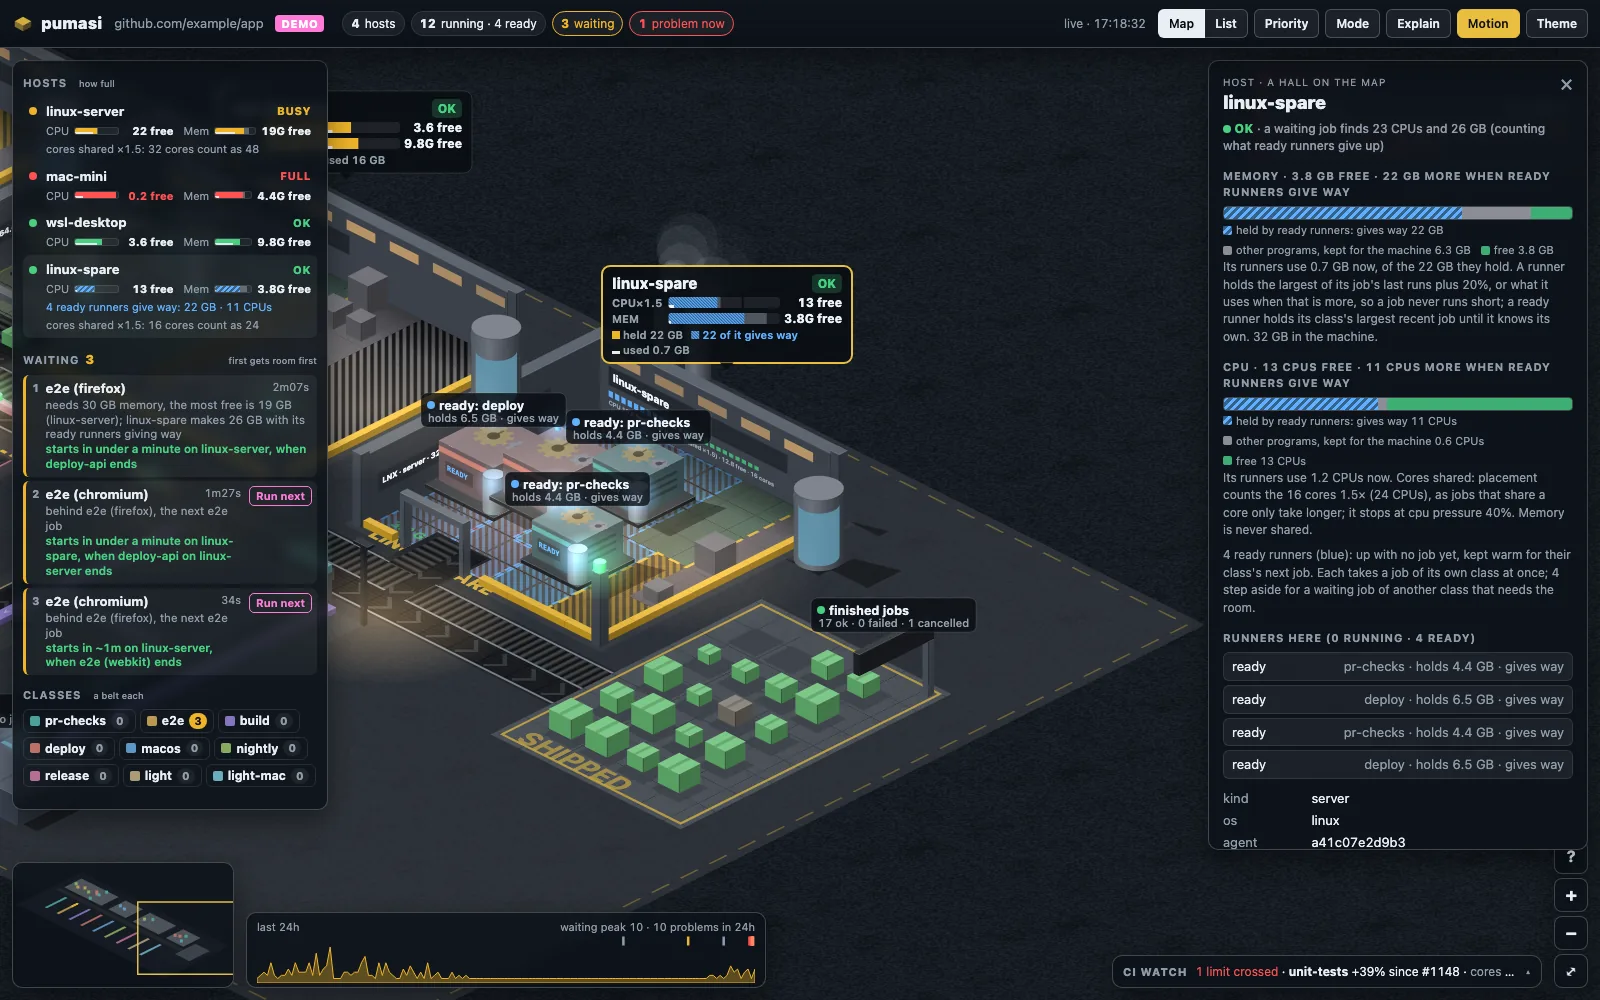 pumasi
github.com/example/app
DEMO
4 hosts
12 running · 4 ready
3 waiting
1 problem now
live · 17:18:32
Map
List
Priority
Mode
Explain
Motion
Theme
HOSTS how full
linux-server BUSY
CPU 22 free Mem 19G free
cores shared ×1.5: 32 cores count as 48
mac-mini FULL
CPU 0.2 free Mem 4.4G free
wsl-desktop OK
CPU 3.6 free Mem 9.8G free
linux-spare OK
CPU 13 free Mem 3.8G free
4 ready runners give way: 22 GB · 11 CPUs
cores shared ×1.5: 16 cores count as 24
WAITING 3 first gets room first
1 e2e (firefox) 2m07s
needs 30 GB memory, the most free is 19 GB
(linux-server); linux-spare makes 26 GB with its
ready runners giving way
starts in under a minute on linux-server, when
deploy-api ends
2 e2e (chromium) 1m27s Run next
behind e2e (firefox), the next e2e
job
starts in under a minute on linux-
spare, when deploy-api on linux-
server ends
3 e2e (chromium) 34s Run next
behind e2e (firefox), the next e2e
job
starts in ~1m on linux-server,
when e2e (webkit) ends
CLASSES a belt each
pr-checks 0 e2e 3 build 0
deploy 0 macos 0 nightly 0
release 0 light 0 light-mac 0
OK
3.6 free
9.8G free
sed 16 GB
linux-spare OK
CPU×1.5 13 free
MEM 3.8G free
held 22 GB 22 of it gives way
used 0.7 GB
linux-spare
ready: deploy
holds 6.5 GB · gives way
ready: pr-checks
holds 4.4 GB · gives way
LNX · server · 32
READY
ready: pr-checks
holds 4.4 GB · gives way
READY
finished jobs
17 ok · 0 failed · 1 cancelled
SHIPPED
last 24h waiting peak 10 · 10 problems in 24h
HOST · A HALL ON THE MAP
linux-spare
OK · a waiting job finds 23 CPUs and 26 GB (counting
what ready runners give up)
MEMORY · 3.8 GB FREE · 22 GB MORE WHEN READY
RUNNERS GIVE WAY
held by ready runners: gives way 22 GB
other programs, kept for the machine 6.3 GB free 3.8 GB
Its runners use 0.7 GB now, of the 22 GB they hold. A runner
holds the largest of its job's last runs plus 20%, or what it
uses when that is more, so a job never runs short; a ready
runner holds its class's largest recent job until it knows its
own. 32 GB in the machine.
CPU · 13 CPUS FREE · 11 CPUS MORE WHEN READY
RUNNERS GIVE WAY
held by ready runners: gives way 11 CPUs
other programs, kept for the machine 0.6 CPUs
free 13 CPUs
Its runners use 1.2 CPUs now. Cores shared: placement
counts the 16 cores 1.5× (24 CPUs), as jobs that share a
core only take longer; it stops at cpu pressure 40%. Memory
is never shared.
4 ready runners (blue): up with no job yet, kept warm for their
class's next job. Each takes a job of its own class at once; 4
step aside for a waiting job of another class that needs the
room.
RUNNERS HERE (0 RUNNING · 4 READY)
ready pr-checks · holds 4.4 GB · gives way
ready deploy · holds 6.5 GB · gives way
ready pr-checks · holds 4.4 GB · gives way
ready deploy · holds 6.5 GB · gives way
kind server
os linux
agent a41c07e2d9b3
?
CI WATCH 1 limit crossed · unit-tests +39% since #1148 · cores ...